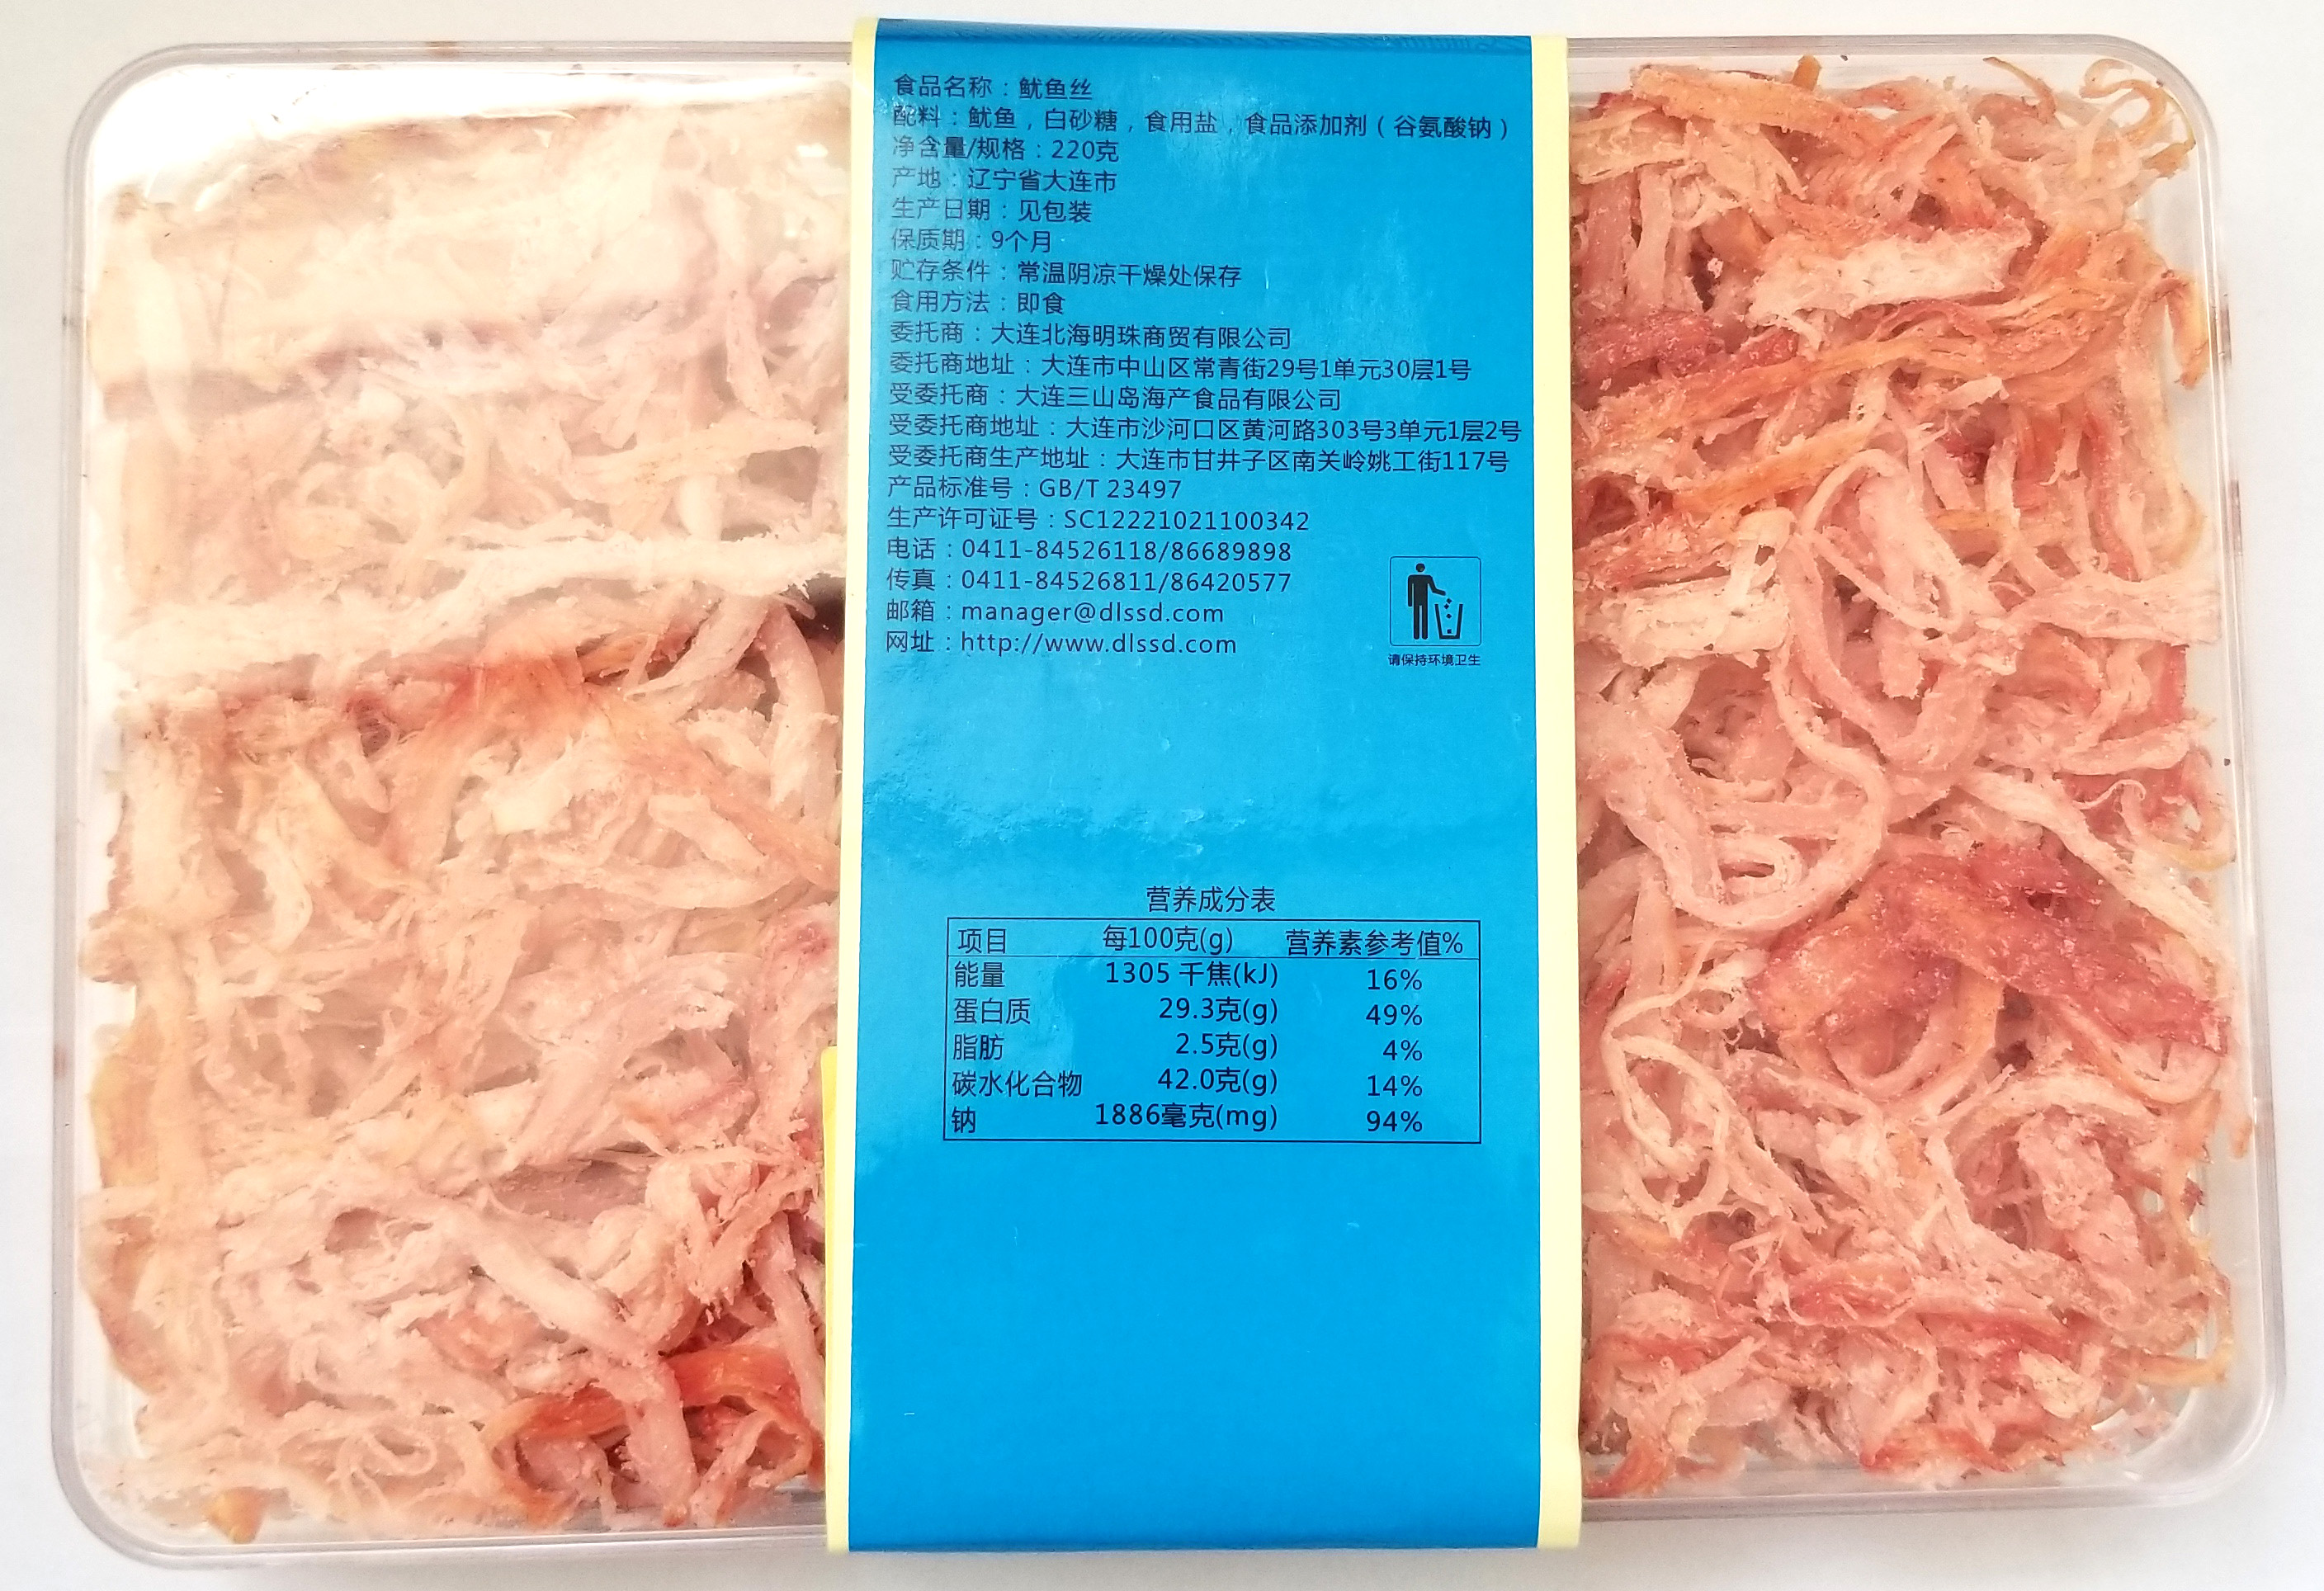 食品名称：鱿鱼丝
配料：鱿鱼，白砂糖，食用盐，食品添加剂（谷氨酸钠）
净含量/规格：220克
产地：辽宁省大连市
生产日期：见包装
保质期：9个月
贮存条件：常温阴凉干燥处保存
食用方法：即食
委托商：大连北海明珠商贸有限公司
委托商地址：大连市中山区常青街29号1单元30层1号
受委托商：大连三山岛海产食品有限公司
受委托商地址：大连市沙河口区黄河路303号3单元1层2号
受委托商生产地址：大连市甘井子区南关岭姚工街117号
产品标准号：GB/T 23497
生产许可证号：SC12221021100342
电话：0411-84526118/86689898
传真：0411-84526811/86420577
邮箱：manager@dlssd.com
网址：http://www.dlssd.com
请保持环境卫生
营养成分表
项目 每100克(g) 营养素参考值%
能量 1305 千焦(kJ) 16%
蛋白质 29.3克(g) 49%
脂肪 2.5克(g) 4%
碳水化合物 42.0克(g) 14%
钠 1886毫克(mg) 94%